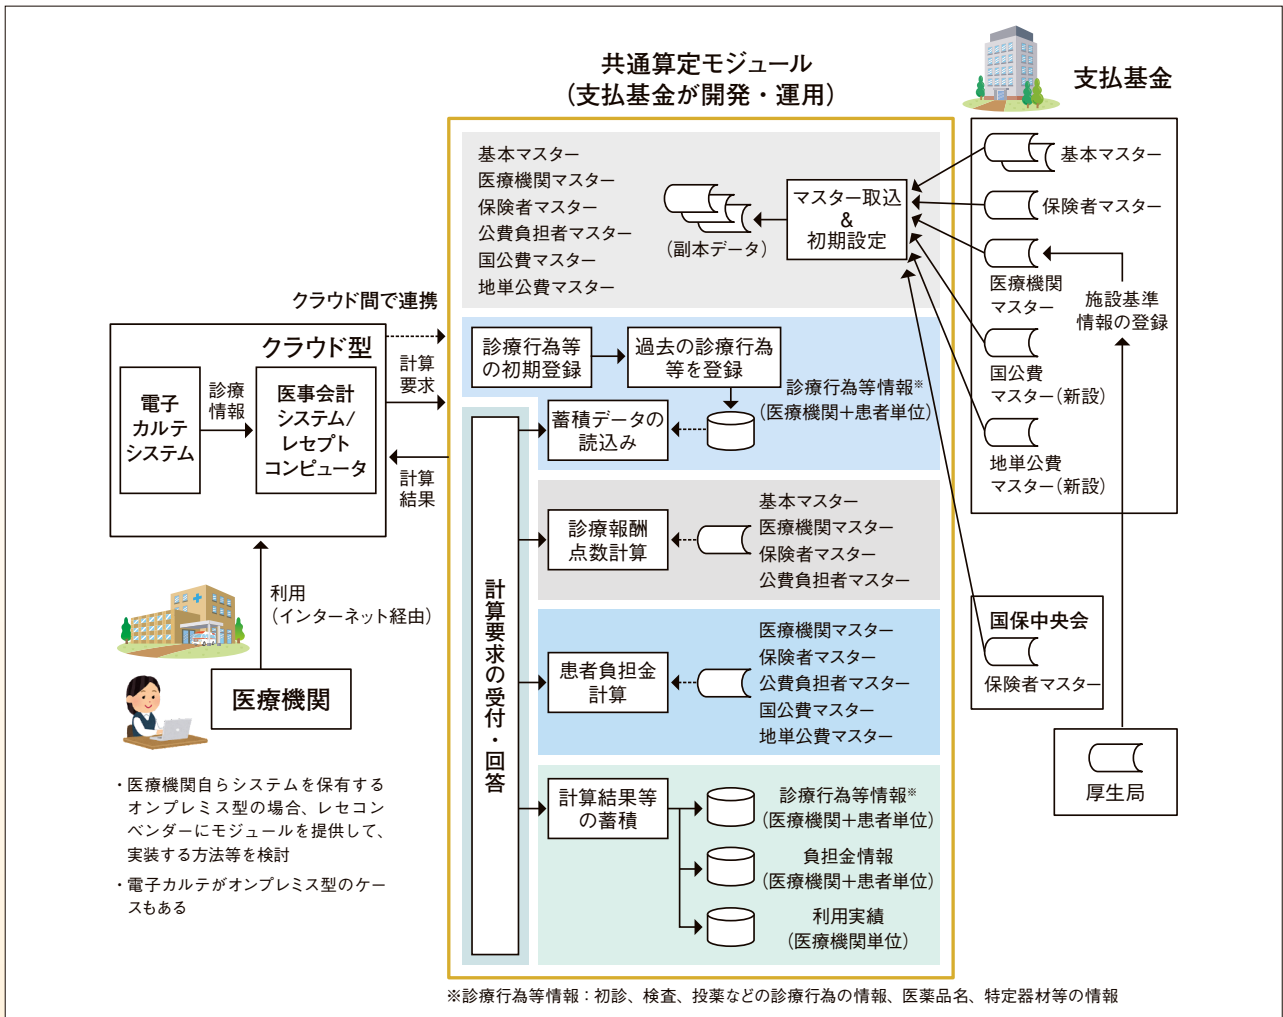 共通算定モジュール
（支払基金が開発・運用）
支払基金
基本マスター
医療機関マスター
保険者マスター
公費負担者マスター
国公費マスター
地単公費マスター
（副本データ）
マスター取込
&
初期設定
基本マスター
保険者マスター
医療機関
マスター
施設基準
情報の登録
国公費
マスター（新設）
地単公費
マスター（新設）
クラウド間で連携
クラウド型
電子
カルテ
システム
診療
情報
医事会計
システム/
レセプト
コンピュータ
計算
要求
計算
結果
診療行為等
の初期登録
過去の診療行為
等を登録
診療行為等情報※
（医療機関＋患者単位）
蓄積データの
読込み
計算要求の受付・回答
診療報酬
点数計算
基本マスター
医療機関マスター
保険者マスター
公費負担者マスター
患者負担金
計算
医療機関マスター
保険者マスター
公費負担者マスター
国公費マスター
地単公費マスター
計算結果等
の蓄積
診療行為等情報※
（医療機関＋患者単位）
負担金情報
（医療機関＋患者単位）
利用実績
（医療機関単位）
国保中央会
保険者マスター
厚生局
利用
（インターネット経由）
医療機関
・医療機関自らシステムを保有する
オンプレミス型の場合、レセコン
ベンダーにモジュールを提供して、
実装する方法等を検討
・電子カルテがオンプレミス型のケー
スもある
※診療行為等情報：初診、検査、投薬などの診療行為の情報、医薬品名、特定器材等の情報